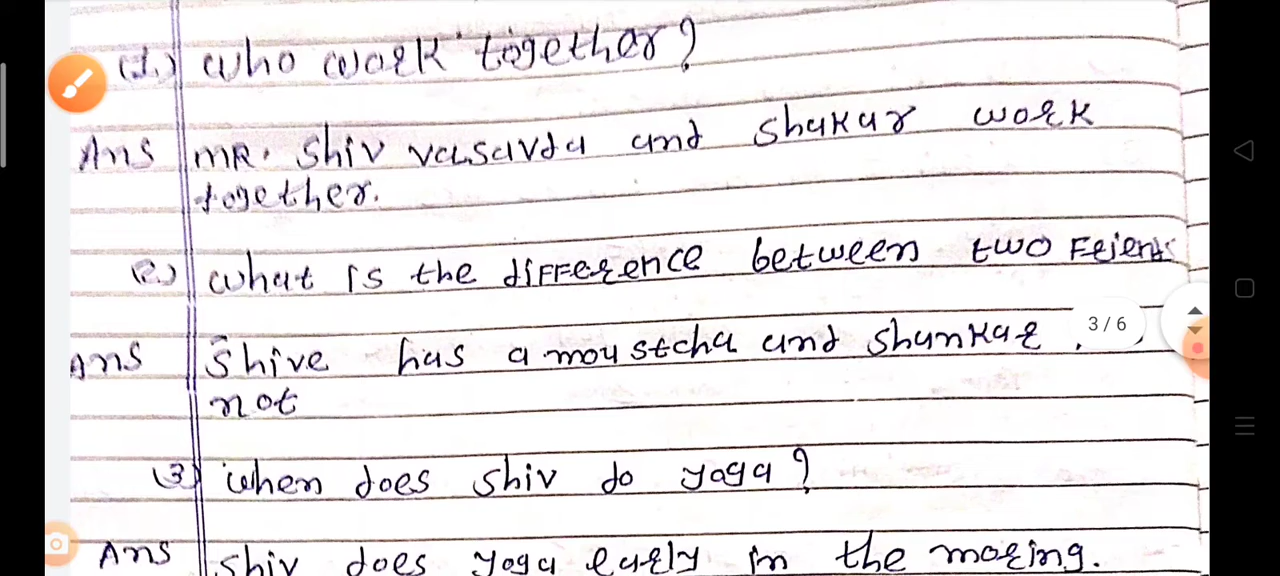 (1.) Who work together?
Ans MR. Shiv vasavda and Shakar work
together.
(2.) What is the difference between two Friends
Ans Shive has a moustcha and Shankar
3/6
not
(3) When does Shiv do yoga?
Ans Shiv does yoga early in the moring.